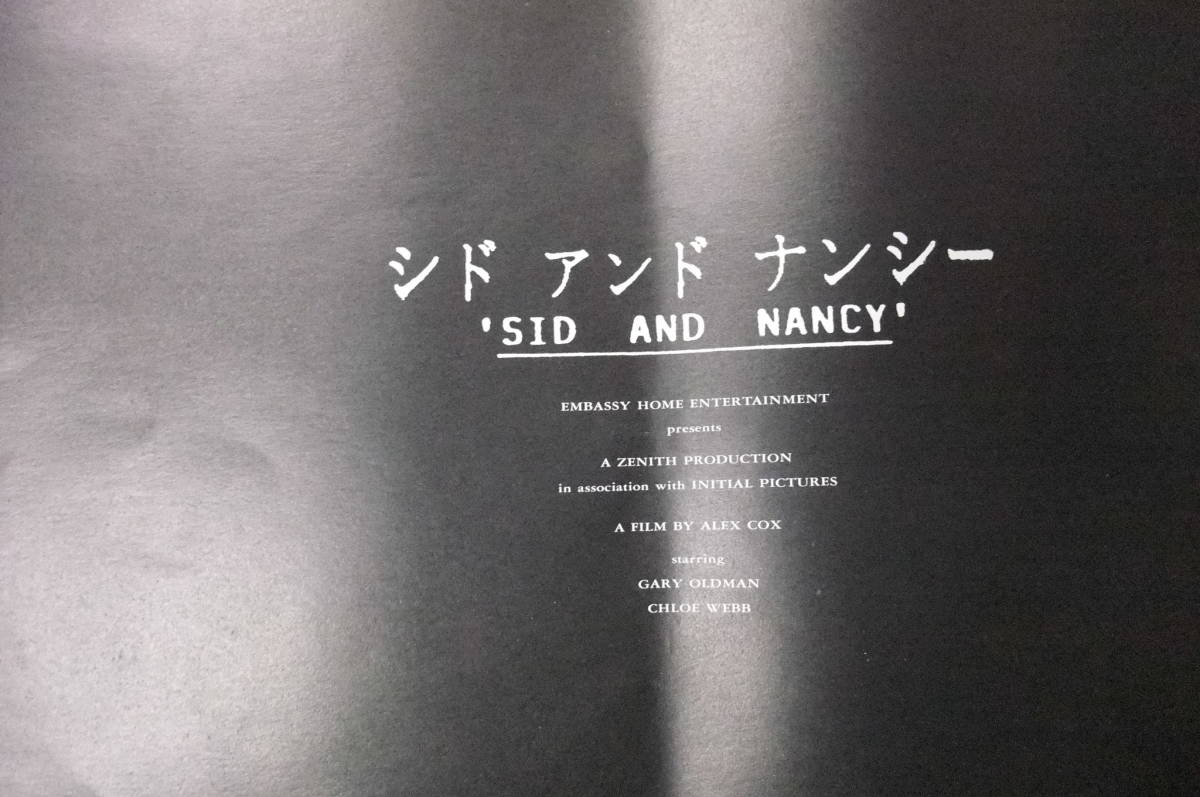 シド アンド ナンシー
'SID AND NANCY'
EMBASSY HOME ENTERTAINMENT
presents
A ZENITH PRODUCTION
in association with INITIAL PICTURES
A FILM BY ALEX COX
starring
GARY OLDMAN
CHLOE WEBB